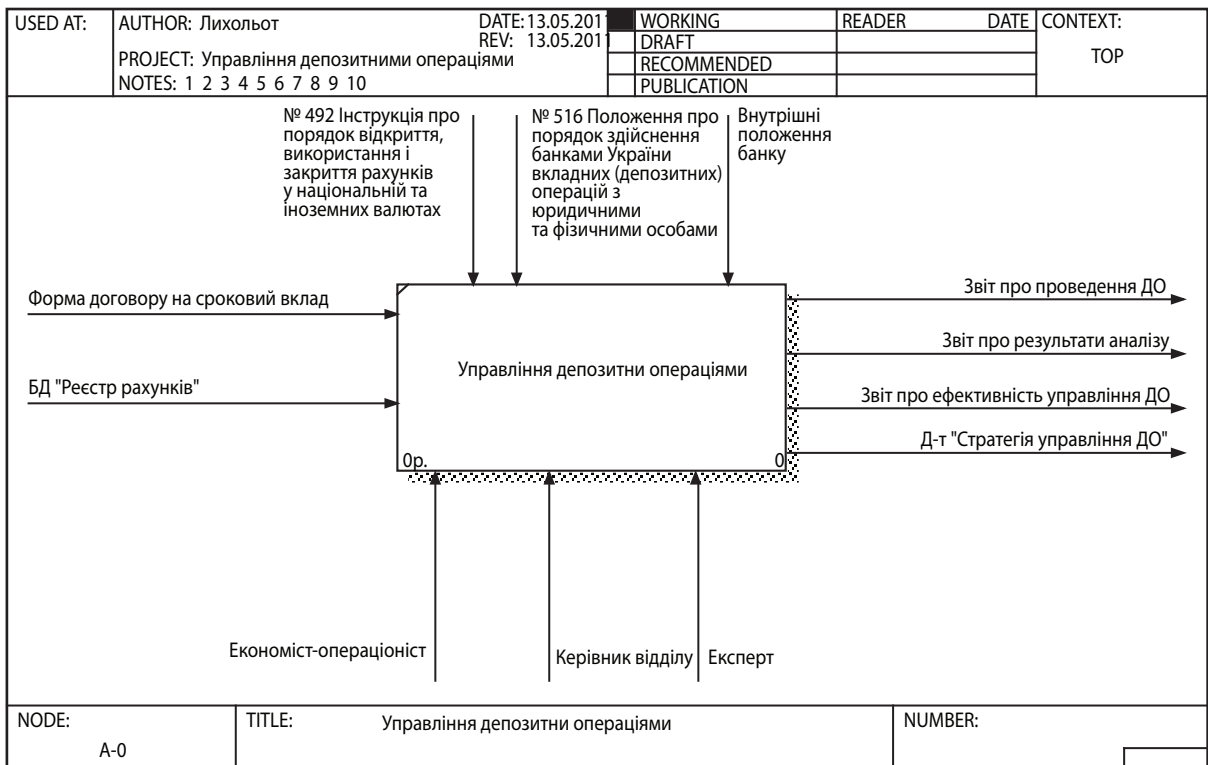 USED AT:
AUTHOR: Лихольот
DATE: 13.05.2011
REV: 13.05.2011
PROJECT: Управління депозитними операціями
NOTES: 1 2 3 4 5 6 7 8 9 10
WORKING
DRAFT
RECOMMENDED
PUBLICATION
READER DATE
CONTEXT:
TOP
№ 492 Інструкція про
порядок відкриття,
використання і
закриття рахунків
у національній та
іноземних валютах
№ 516 Положення про
порядок здійснення
банками України
вкладних (депозитних)
операцій з
юридичними
та фізичними особами
Внутрішні
положення
банку
Форма договору на сроковий вклад
БД "Реєстр рахунків"
Управління депозитни операціями
0р.
0
Звіт про проведення ДО
Звіт про результати аналізу
Звіт про ефективність управління ДО
Д-т "Стратегія управління ДО"
Економіст-операціоніст
Керівник відділу
Експерт
NODE:
A-0
TITLE:
Управління депозитни операціями
NUMBER: